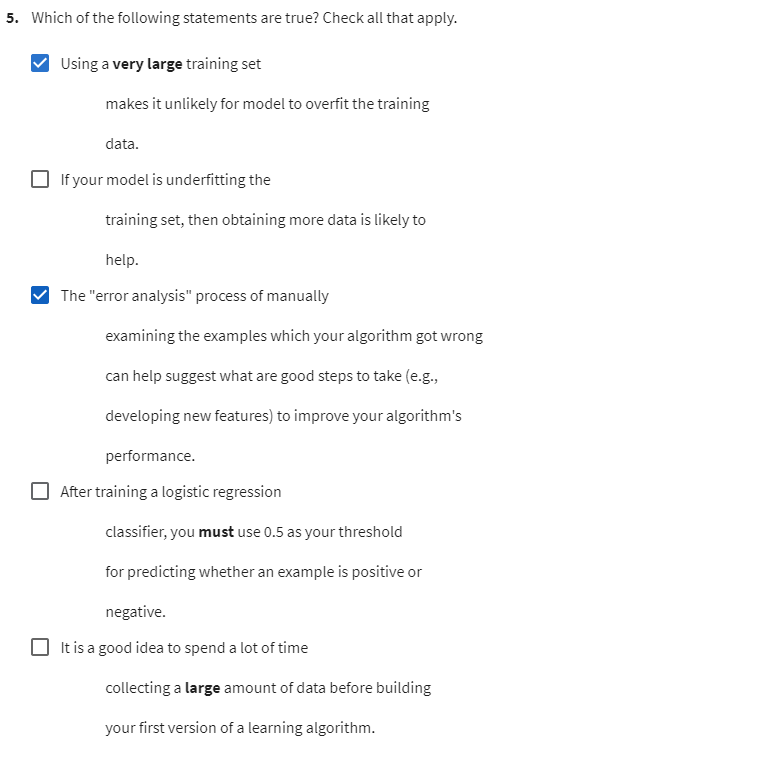 5. Which of the following statements are true? Check all that apply.
Using a very large training set
makes it unlikely for model to overfit the training
data.
If your model is underfitting the
training set, then obtaining more data is likely to
help.
The "error analysis" process of manually
examining the examples which your algorithm got wrong
can help suggest what are good steps to take (e.g.,
developing new features) to improve your algorithm's
performance.
After training a logistic regression
classifier, you must use 0.5 as your threshold
for predicting whether an example is positive or
negative.
It is a good idea to spend a lot of time
collecting a large amount of data before building
your first version of a learning algorithm.